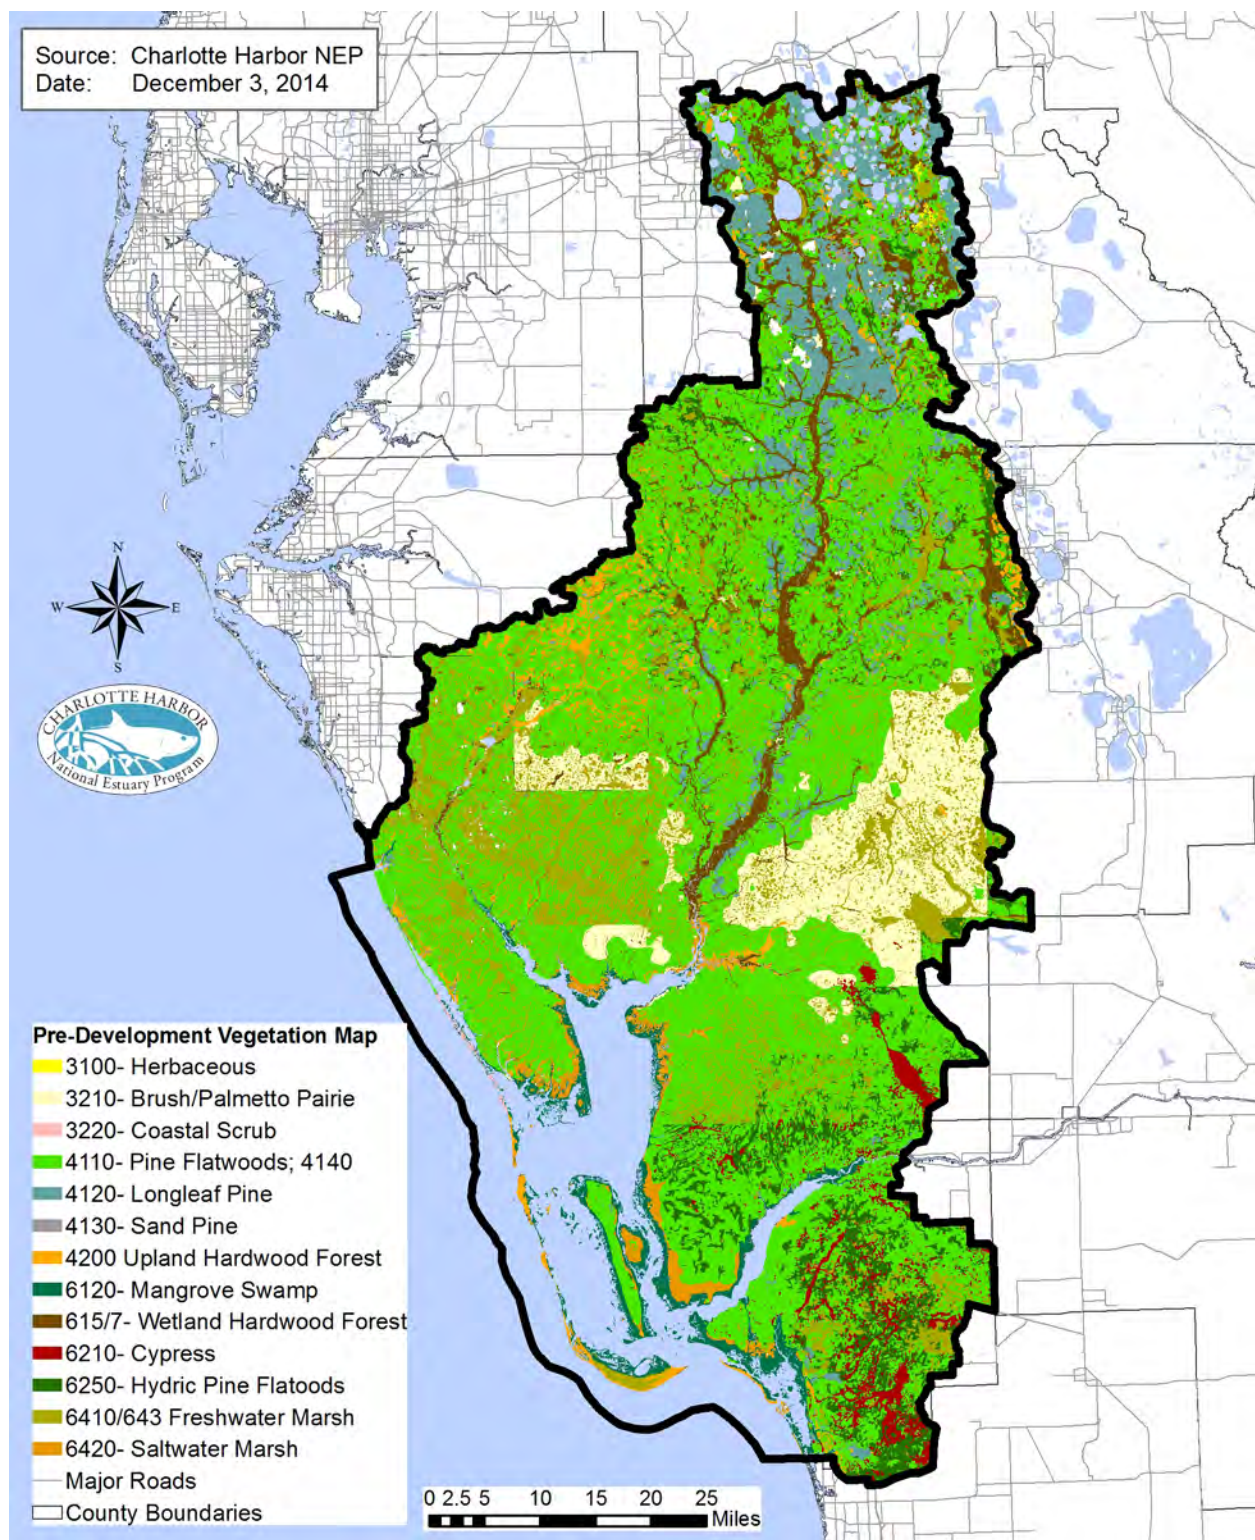 Source: Charlotte Harbor NEP
Date: December 3, 2014
N
W E
S
CHARLOTTE HARBOR
National Estuary Program
Pre-Development Vegetation Map
3100- Herbaceous
3210- Brush/Palmetto Pairie
3220- Coastal Scrub
4110- Pine Flatwoods; 4140
4120- Longleaf Pine
4130- Sand Pine
4200 Upland Hardwood Forest
6120- Mangrove Swamp
615/7- Wetland Hardwood Forest
6210- Cypress
6250- Hydric Pine Flatoods
6410/643 Freshwater Marsh
6420- Saltwater Marsh
Major Roads
County Boundaries
0 2.5 5 10 15 20 25
Miles